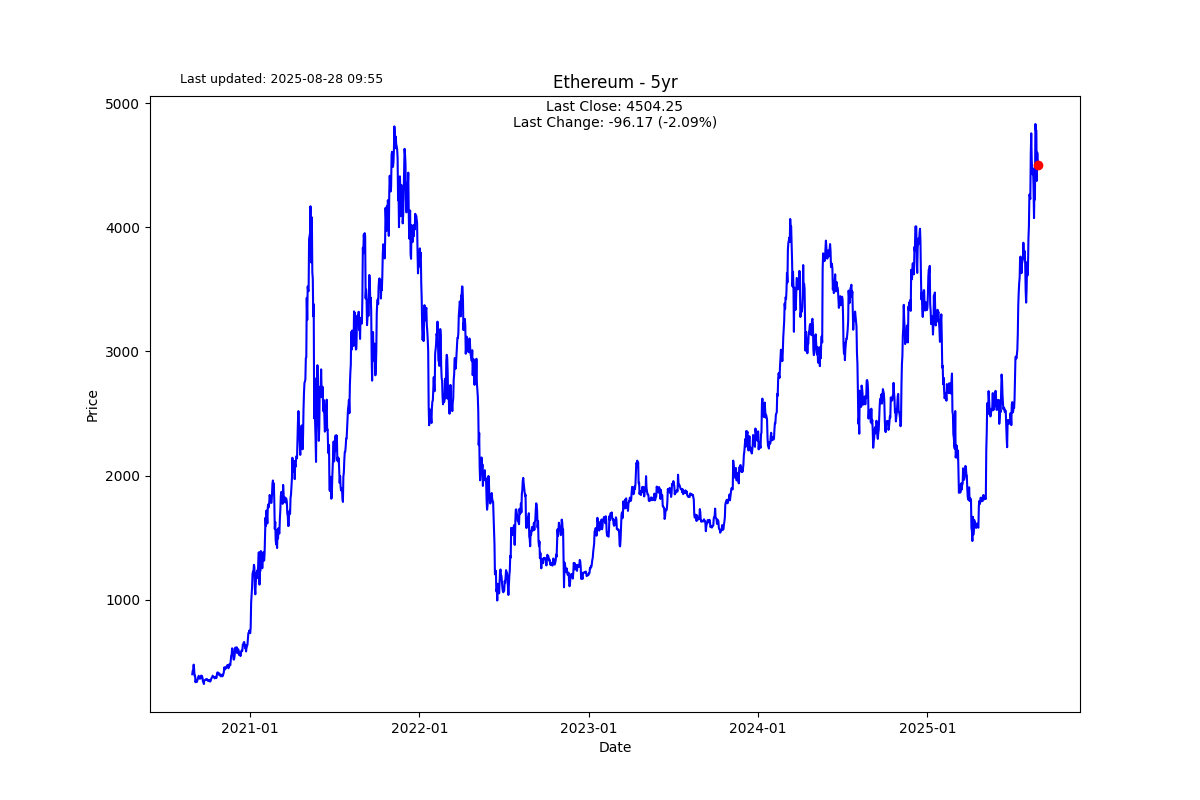 Last updated: 2025-08-28 09:55
Ethereum - 5yr
Last Close: 4504.25
Last Change: -96.17 (-2.09%)
5000
4000
3000
2000
1000
Price
2021-01
2022-01
2023-01
2024-01
2025-01
Date